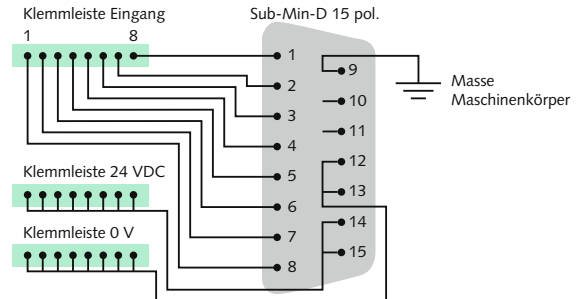 Klemmleiste Eingang
1 8
Sub-Min-D 15 pol.
1
2
3
4
5
6
7
8
9
10
11
12
13
14
15
Masse
Maschinenkörper
Klemmleiste 24 VDC
Klemmleiste 0 V